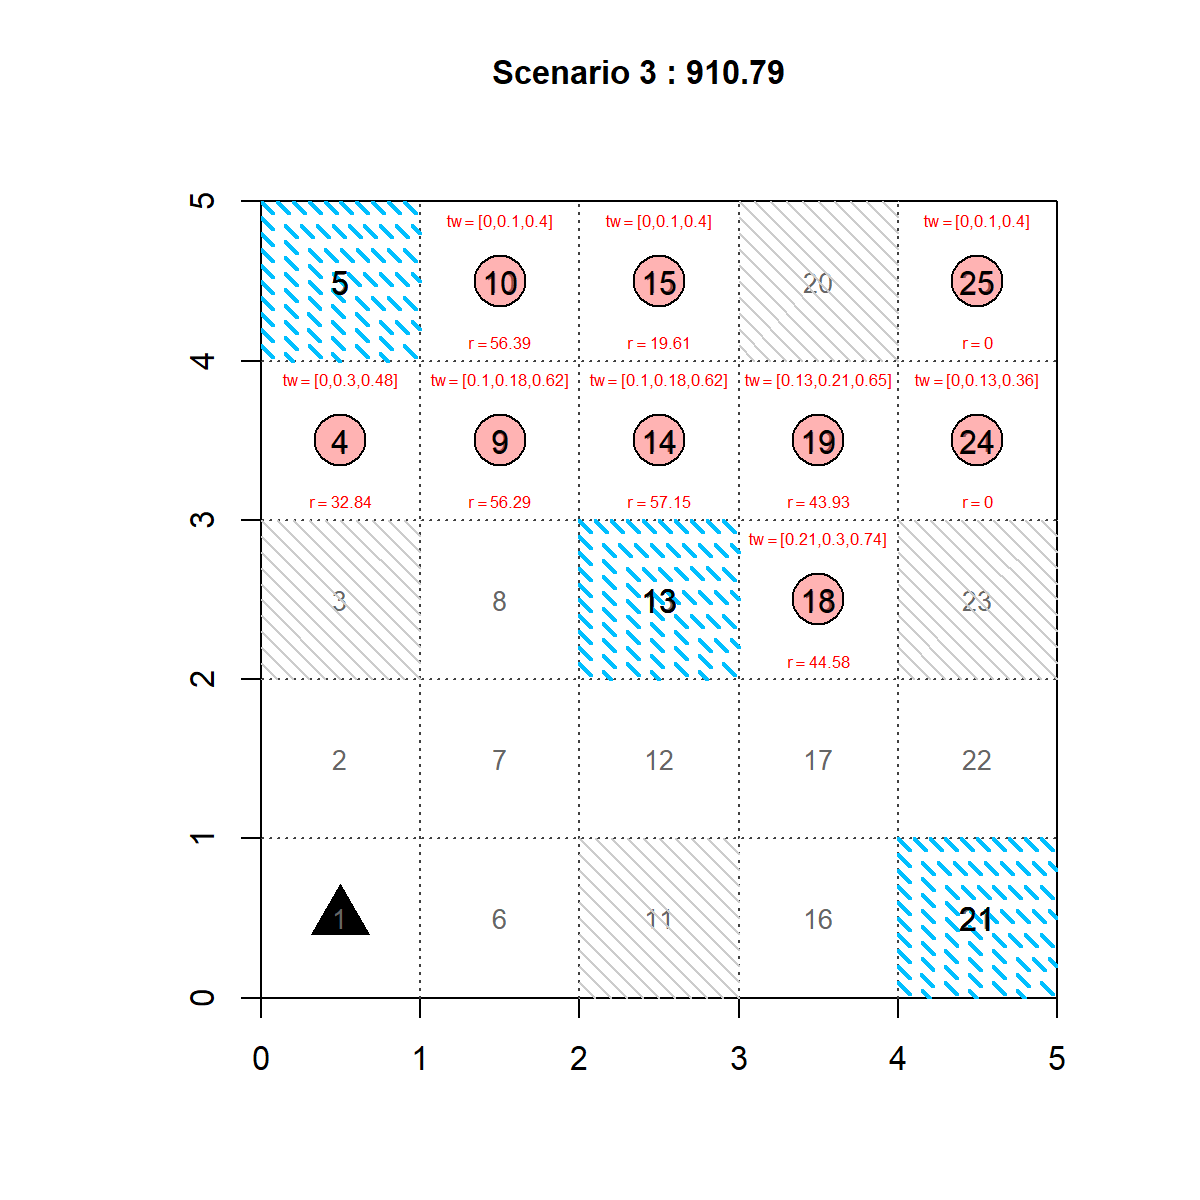 Scenario 3 : 910.79
5
tw = [0,0.1,0.4] tw = [0,0.1,0.4] tw = [0,0.1,0.4]
5 10 15 20 25
r = 56.39 r = 19.61 r = 0
4
tw = [0,0.3,0.48] tw = [0.1,0.18,0.62] tw = [0.1,0.18,0.62] tw = [0.13,0.21,0.65] tw = [0,0.13,0.36]
4 9 14 19 24
r = 32.84 r = 56.29 r = 57.15 r = 43.93 r = 0
3
tw = [0.21,0.3,0.74]
3 8 13 18 23
r = 44.58
2
2 7 12 17 22
1
1 6 11 16 21
0
0 1 2 3 4 5